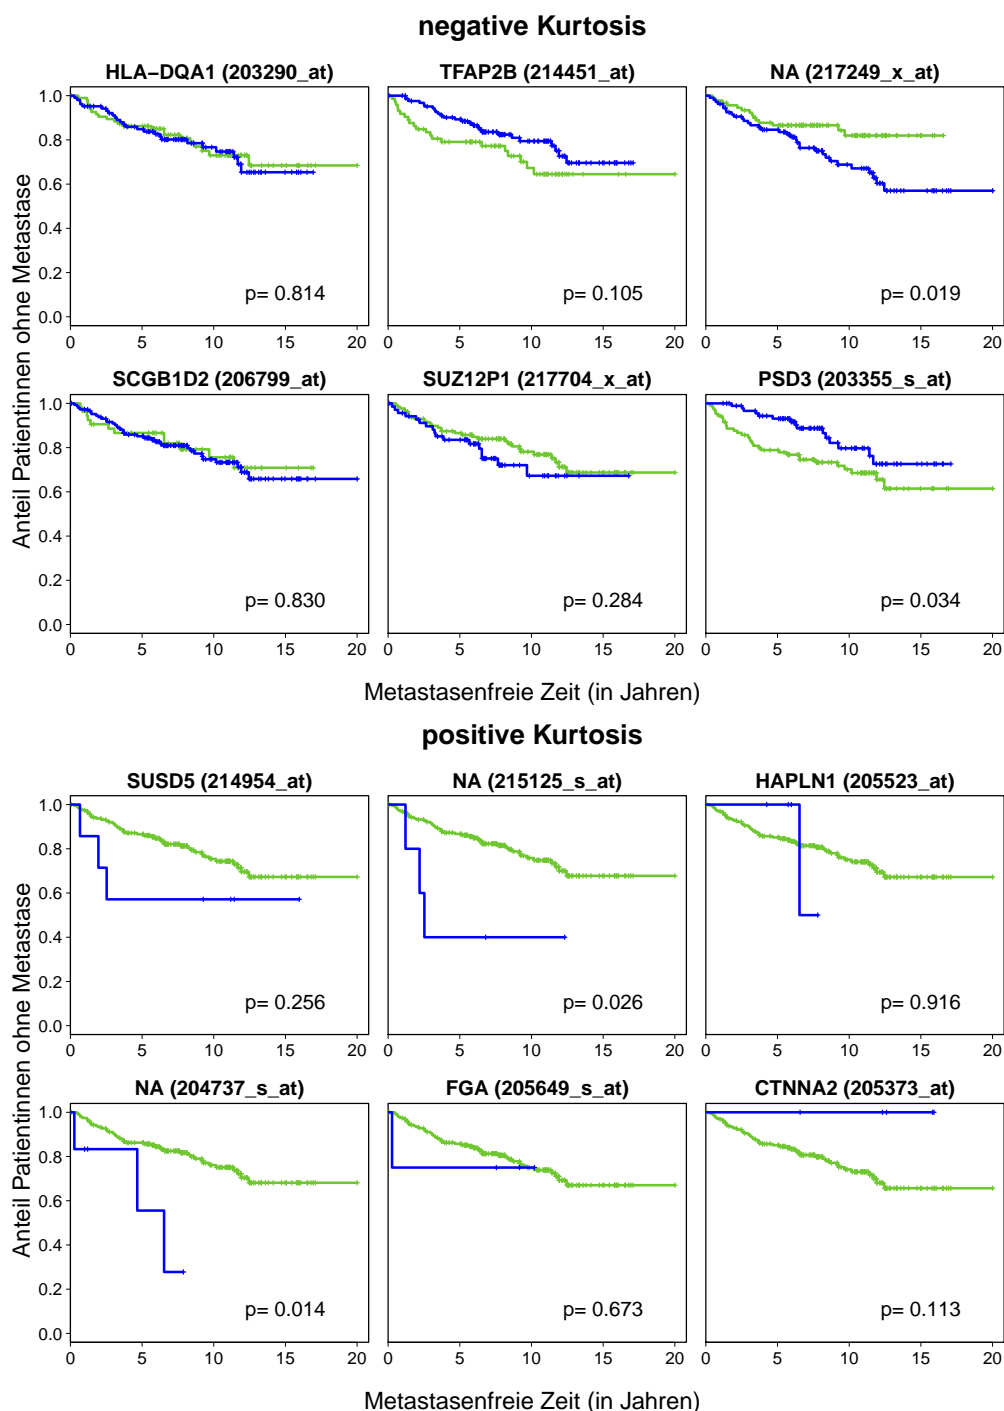 negative Kurtosis
HLA−DQA1 (203290_at)
TFAP2B (214451_at)
NA (217249_x_at)
1.0
0.8
0.6
0.4
0.2
0.0
p= 0.814
p= 0.105
p= 0.019
0 5 10 15 20
0 5 10 15 20
0 5 10 15 20
SCGB1D2 (206799_at)
SUZ12P1 (217704_x_at)
PSD3 (203355_s_at)
1.0
0.8
0.6
0.4
0.2
0.0
p= 0.830
p= 0.284
p= 0.034
0 5 10 15 20
0 5 10 15 20
0 5 10 15 20
Anteil Patientinnen ohne Metastase
Metastasenfreie Zeit (in Jahren)
positive Kurtosis
SUSD5 (214954_at)
NA (215125_s_at)
HAPLN1 (205523_at)
1.0
0.8
0.6
0.4
0.2
0.0
p= 0.256
p= 0.026
p= 0.916
0 5 10 15 20
0 5 10 15 20
0 5 10 15 20
NA (204737_s_at)
FGA (205649_s_at)
CTNNA2 (205373_at)
1.0
0.8
0.6
0.4
0.2
0.0
p= 0.014
p= 0.673
p= 0.113
0 5 10 15 20
0 5 10 15 20
0 5 10 15 20
Anteil Patientinnen ohne Metastase
Metastasenfreie Zeit (in Jahren)